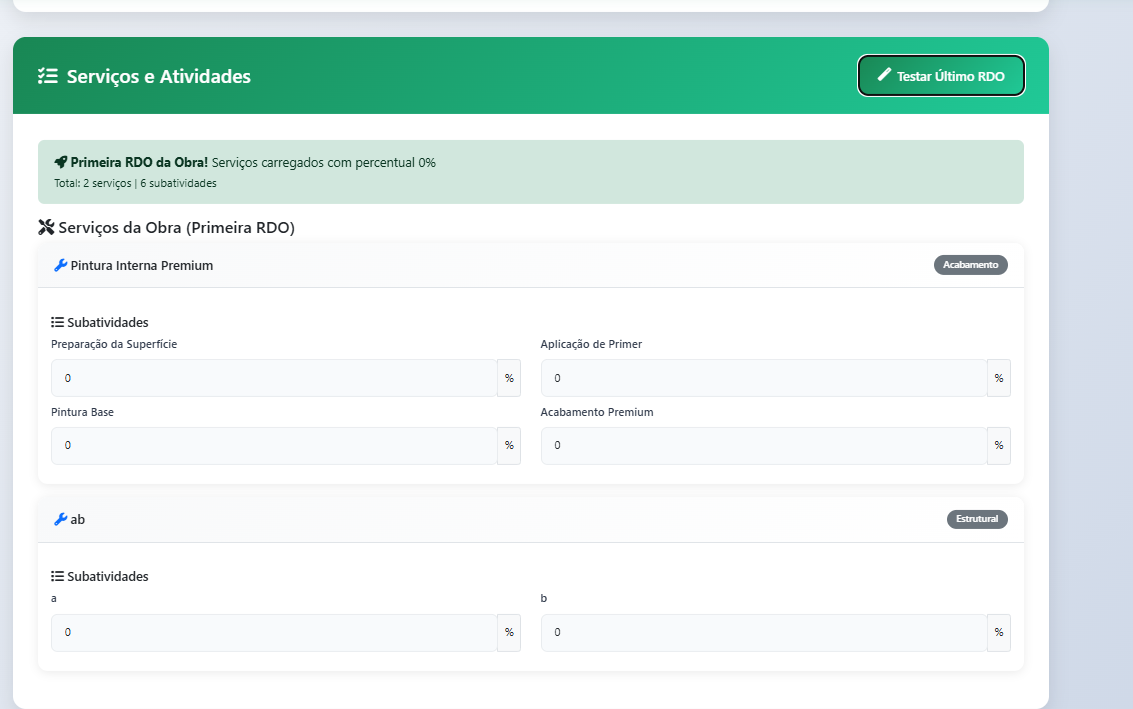 Serviços e Atividades
Testar Último RDO
Primeira RDO da Obra! Serviços carregados com percentual 0%
Total: 2 serviços | 6 subatividades
Serviços da Obra (Primeira RDO)
Pintura Interna Premium
Acabamento
Subatividades
Preparação da Superfície
Aplicação de Primer
0 %
0 %
Pintura Base
Acabamento Premium
0 %
0 %
ab
Estrutural
Subatividades
a
b
0 %
0 %